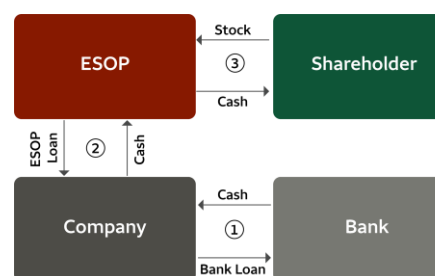 Stock
ESOP
③
Shareholder
Cash
ESOP
Loan
②
Cash
Cash
Company
①
Bank
Bank Loan